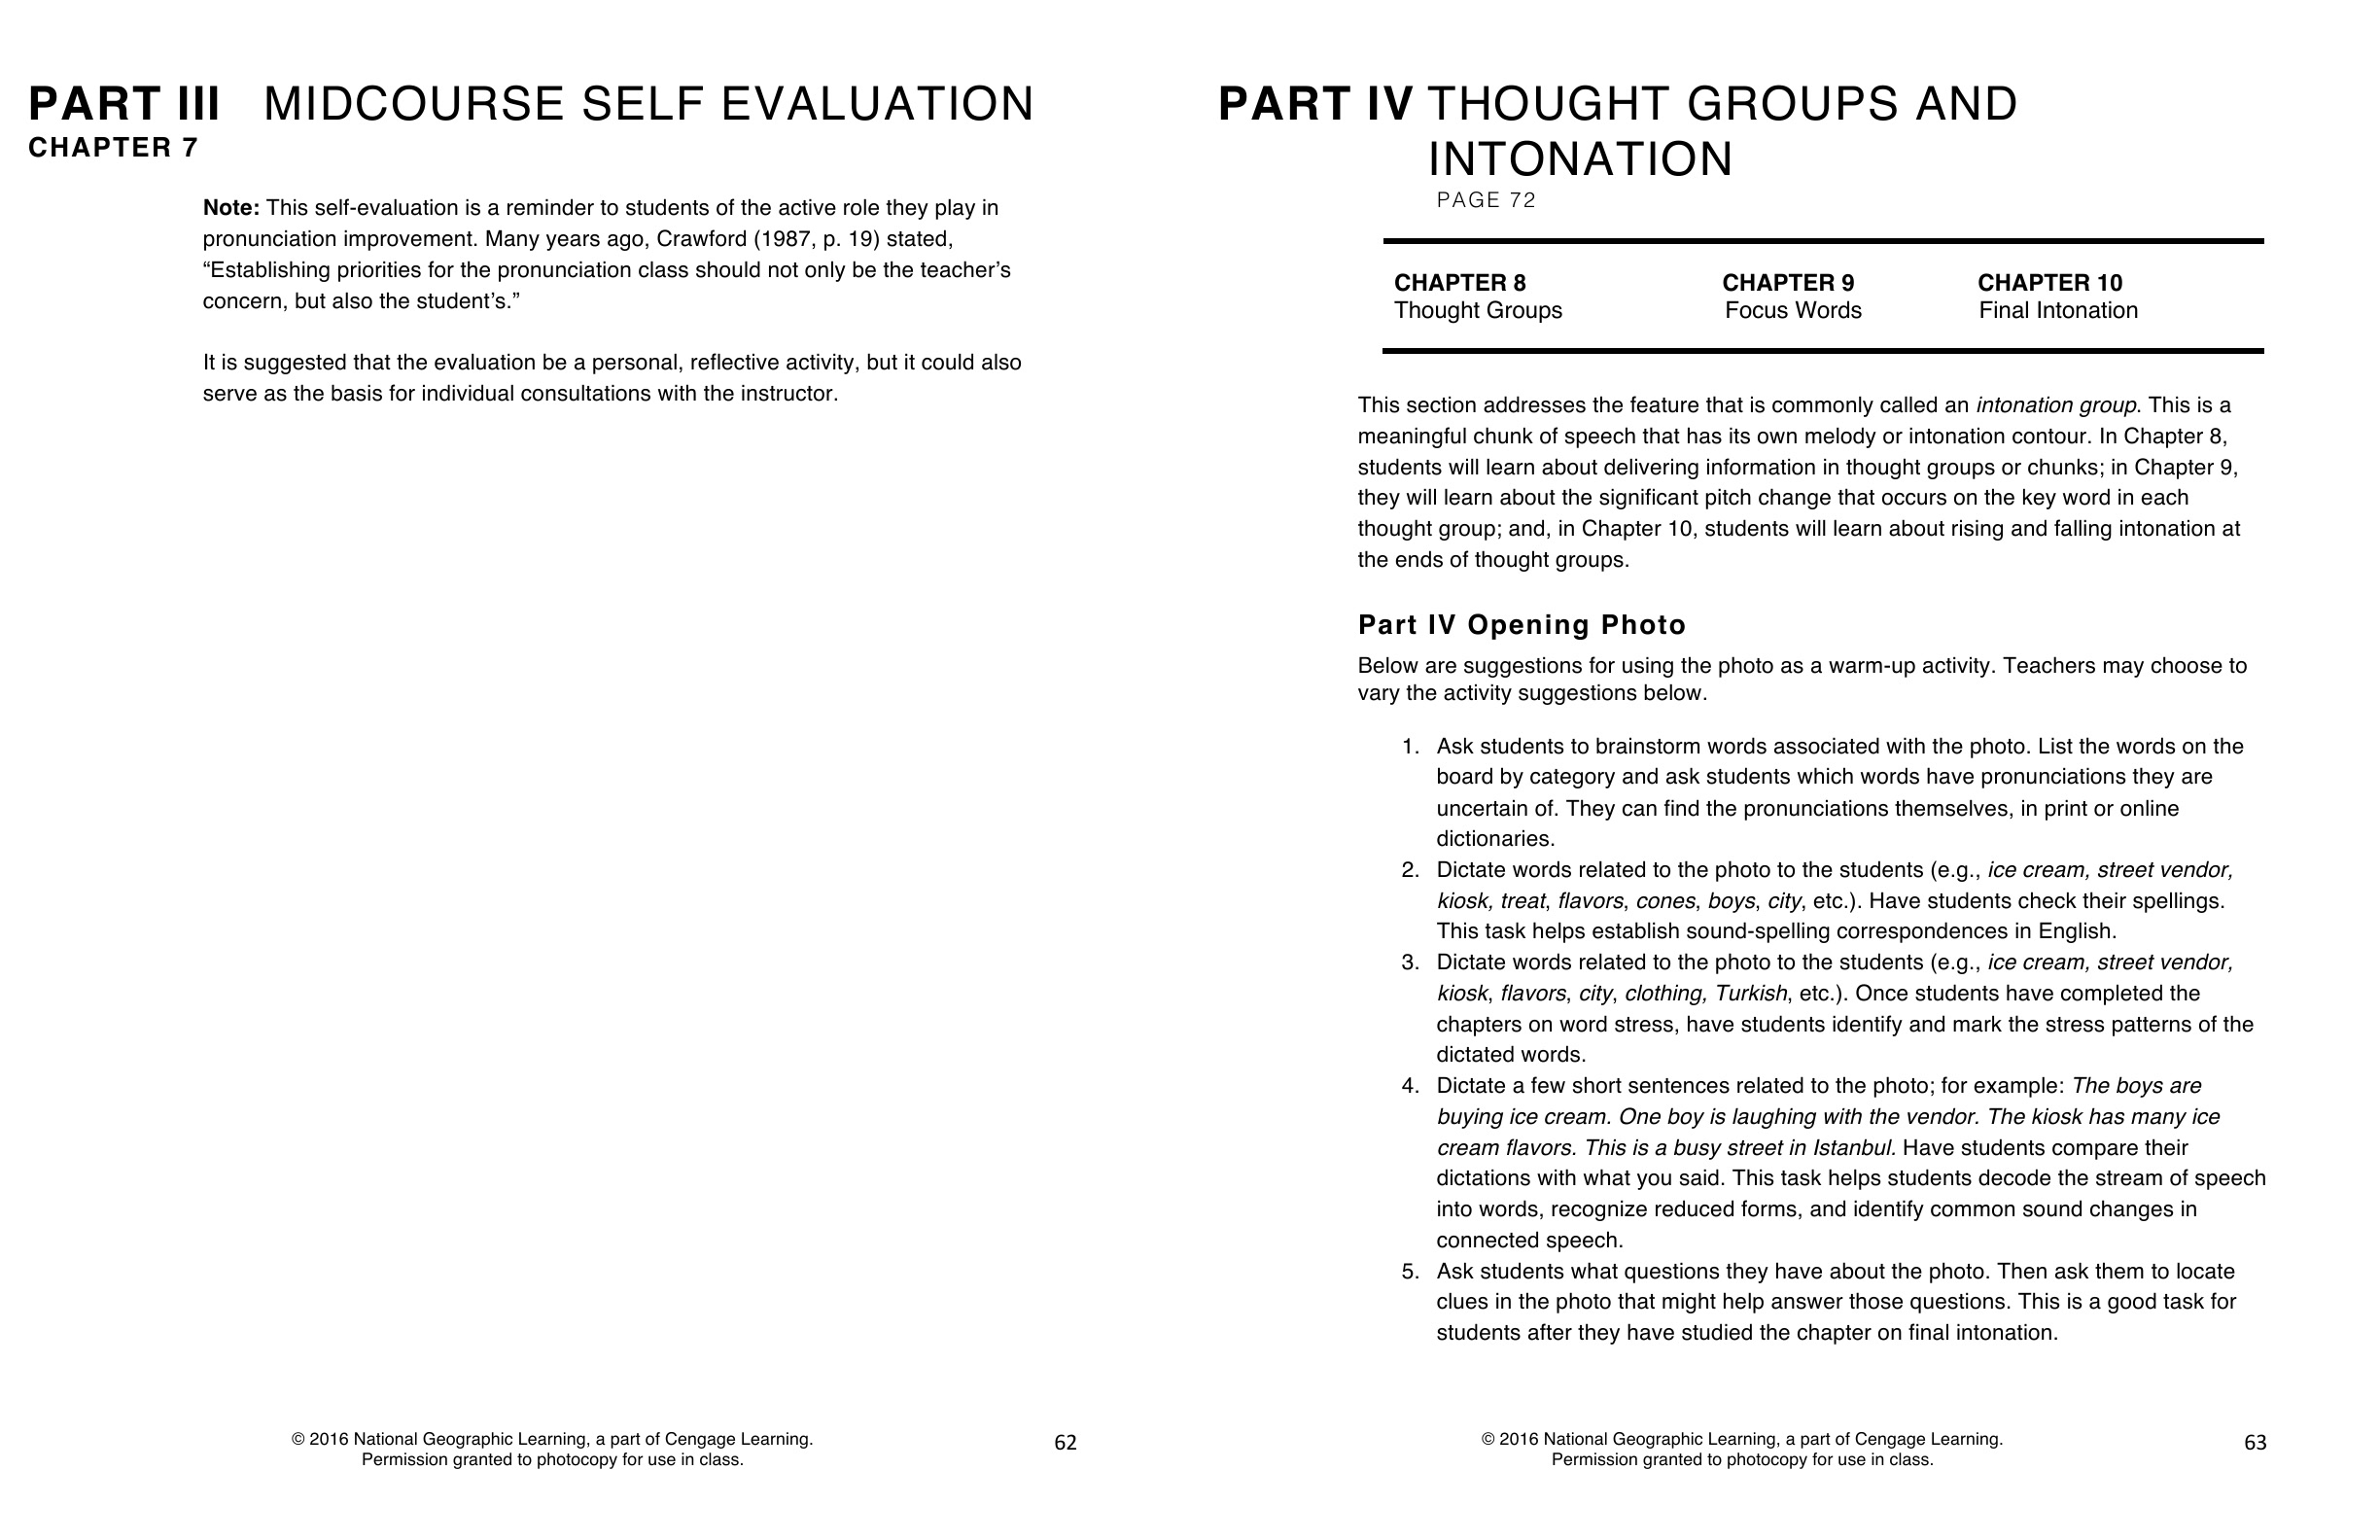 PART III MIDCOURSE SELF EVALUATION
CHAPTER 7
Note: This self-evaluation is a reminder to students of the active role they play in
pronunciation improvement. Many years ago, Crawford (1987, p. 19) stated,
“Establishing priorities for the pronunciation class should not only be the teacher’s
concern, but also the student’s.”
It is suggested that the evaluation be a personal, reflective activity, but it could also
serve as the basis for individual consultations with the instructor.
© 2016 National Geographic Learning, a part of Cengage Learning.
Permission granted to photocopy for use in class.
62
PART IV THOUGHT GROUPS AND
INTONATION
PAGE 72
CHAPTER 8 CHAPTER 9 CHAPTER 10
Thought Groups Focus Words Final Intonation
This section addresses the feature that is commonly called an intonation group. This is a
meaningful chunk of speech that has its own melody or intonation contour. In Chapter 8,
students will learn about delivering information in thought groups or chunks; in Chapter 9,
they will learn about the significant pitch change that occurs on the key word in each
thought group; and, in Chapter 10, students will learn about rising and falling intonation at
the ends of thought groups.
Part IV Opening Photo
Below are suggestions for using the photo as a warm-up activity. Teachers may choose to
vary the activity suggestions below.
1. Ask students to brainstorm words associated with the photo. List the words on the
board by category and ask students which words have pronunciations they are
uncertain of. They can find the pronunciations themselves, in print or online
dictionaries.
2. Dictate words related to the photo to the students (e.g., ice cream, street vendor,
kiosk, treat, flavors, cones, boys, city, etc.). Have students check their spellings.
This task helps establish sound-spelling correspondences in English.
3. Dictate words related to the photo to the students (e.g., ice cream, street vendor,
kiosk, flavors, city, clothing, Turkish, etc.). Once students have completed the
chapters on word stress, have students identify and mark the stress patterns of the
dictated words.
4. Dictate a few short sentences related to the photo; for example: The boys are
buying ice cream. One boy is laughing with the vendor. The kiosk has many ice
cream flavors. This is a busy street in Istanbul. Have students compare their
dictations with what you said. This task helps students decode the stream of speech
into words, recognize reduced forms, and identify common sound changes in
connected speech.
5. Ask students what questions they have about the photo. Then ask them to locate
clues in the photo that might help answer those questions. This is a good task for
students after they have studied the chapter on final intonation.
© 2016 National Geographic Learning, a part of Cengage Learning.
Permission granted to photocopy for use in class.
63